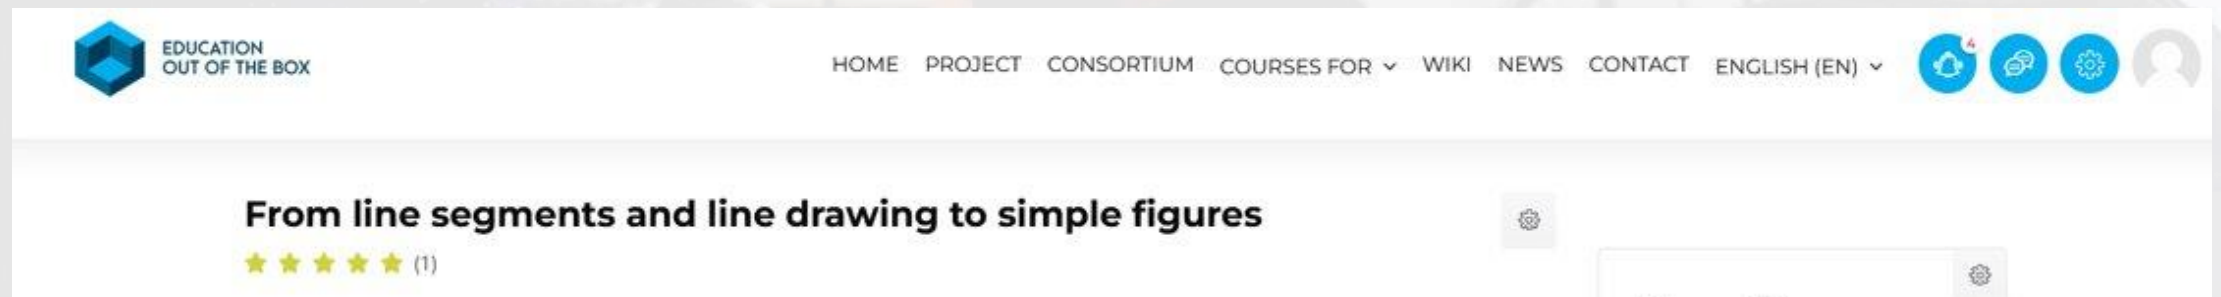 EDUCATION
OUT OF THE BOX
HOME PROJECT CONSORTIUM COURSES FOR WIKI NEWS CONTACT ENGLISH (EN)
4
From line segments and line drawing to simple figures
(1)